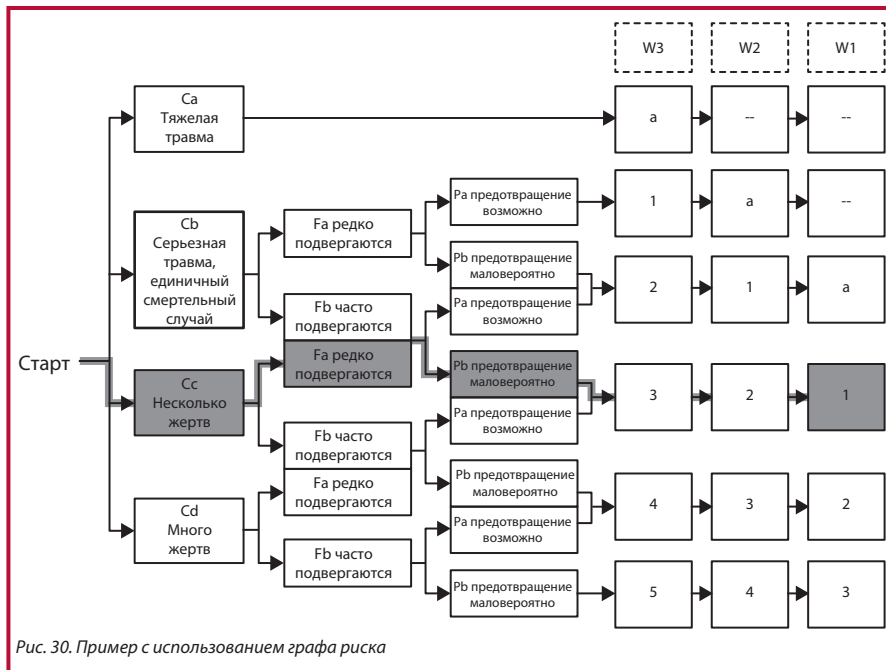 W3 W2 W1
Ca
Тяжелая
травма
a -- --
Cb
Серьезная
травма,
единичный
смертельный
случай
Fa редко
подвергаются
Pa предотвращение
возможно
1 a --
Pb предотвращение
маловероятно
Fb часто
подвергаются
Pa предотвращение
возможно
2 1 a
Старт
Cc
Несколько
жертв
Fa редко
подвергаются
Pb предотвращение
маловероятно
3 2 1
Fb часто
подвергаются
Pa предотвращение
возможно
Cd
Много
жертв
Fa редко
подвергаются
Pb предотвращение
маловероятно
Pa предотвращение
возможно
4 3 2
Fb часто
подвергаются
Pb предотвращение
маловероятно
5 4 3
Рис. 30. Пример с использованием графа риска